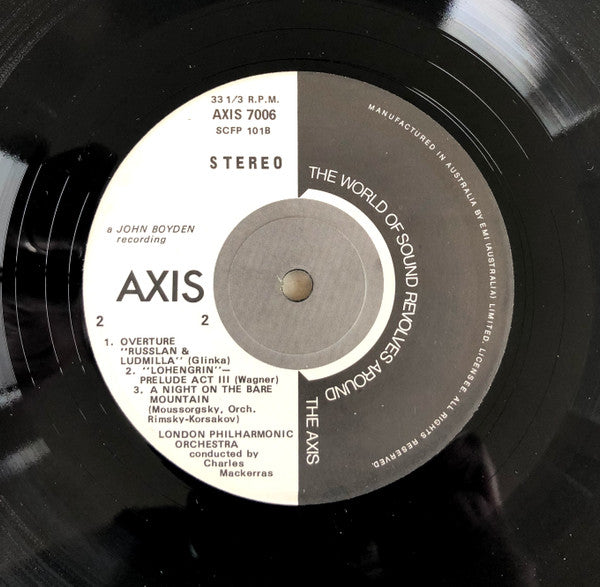 33 1/3 R.P.M.
AXIS 7006
SCFP 101B
STEREO
a JOHN BOYDEN
recording
AXIS
2 2
1. OVERTURE
"RUSSLAN &
LUDMILLA" (Glinka)
2. "LOHENGRIN"—
PRELUDE ACT III (Wagner)
3. A NIGHT ON THE BARE
MOUNTAIN
(Moussorgsky, Orch.
Rimsky-Korsakov)
LONDON PHILHARMONIC
ORCHESTRA
conducted by
Charles
Mackerras
THE WORLD OF SOUND REVOLVES AROUND
THE AXIS
MANUFACTURED IN AUSTRALIA BY EMI (AUSTRALIA) LIMITED. LICENSEE. ALL RIGHTS RESERVED.